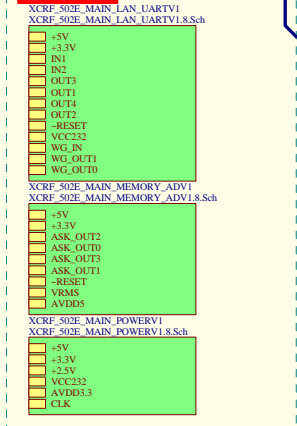 XCRF_502E_MAIN_LAN_UARTV1
XCRF_502E_MAIN_LAN_UARTV1.8.Sch
+5V
+3.3V
IN1
IN2
OUT3
OUT1
OUT4
OUT2
~RESET
VCC232
WG_IN
WG_OUT1
WG_OUT0
XCRF_502E_MAIN_MEMORY_ADV1
XCRF_502E_MAIN_MEMORY_ADV1.8.Sch
+5V
+3.3V
ASK_OUT2
ASK_OUT0
ASK_OUT3
ASK_OUT1
~RESET
VRMS
AVDD5
XCRF_502E_MAIN_POWERV1
XCRF_502E_MAIN_POWERV1.8.Sch
+5V
+3.3V
+2.5V
VCC232
AVDD3.3
CLK